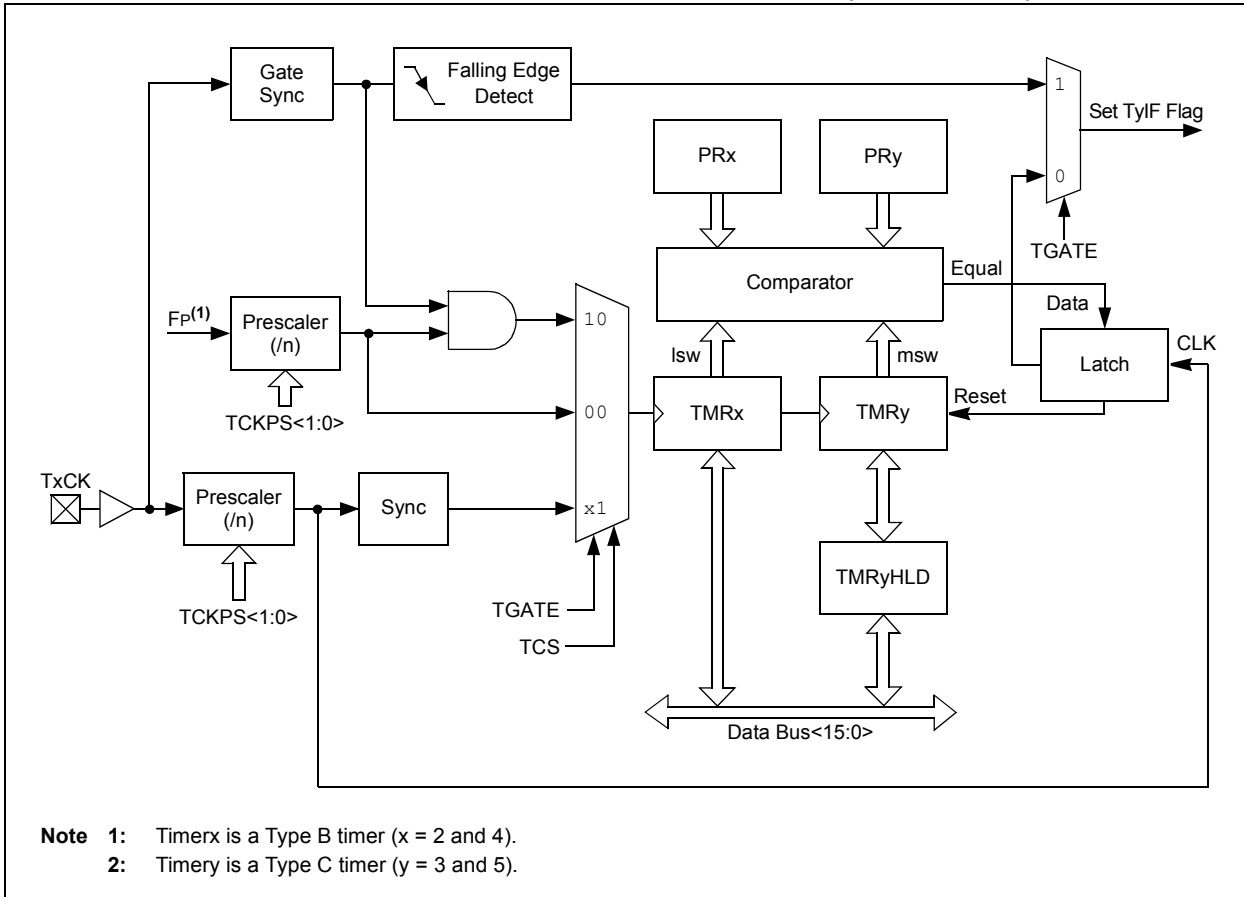 Gate
Sync
Falling Edge
Detect
1
Set TyIF Flag
PRx
PRy
0
TGATE
Comparator
Equal
Data
FP(1)
Prescaler
(/n)
10
lsw
msw
CLK
Latch
TCKPS<1:0>
00
TMRx
TMRy
Reset
TxCK
Prescaler
(/n)
Sync
x1
TMRyHLD
TCKPS<1:0>
TGATE
TCS
Data Bus<15:0>
Note 1: Timerx is a Type B timer (x = 2 and 4).
2: Timery is a Type C timer (y = 3 and 5).